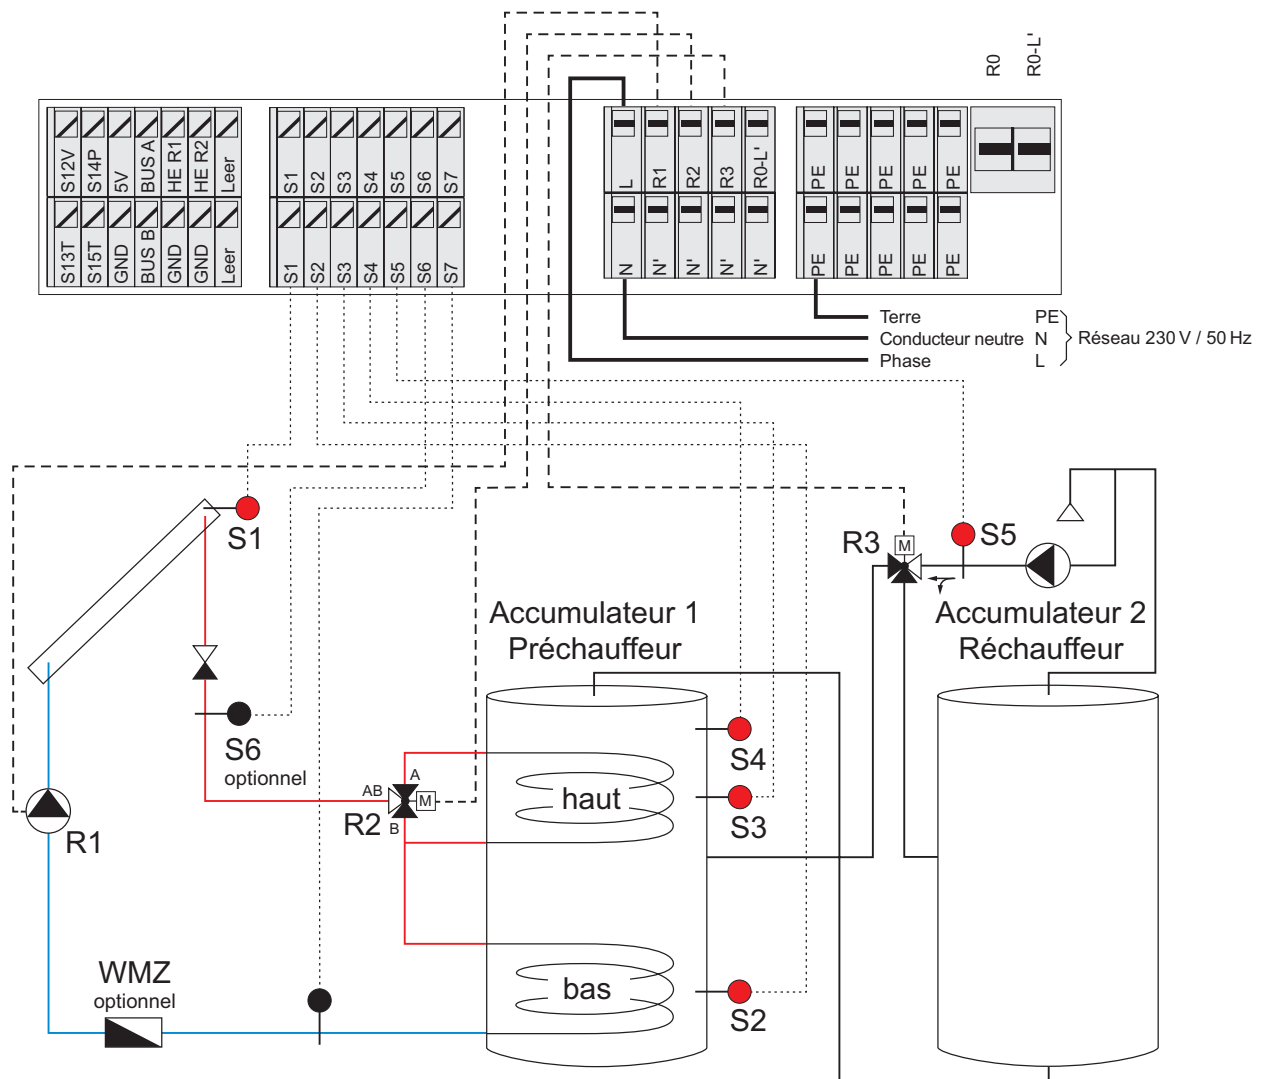 R0
R0-L'
S12V S14P 5V BUS A HE R1 HE R2 Leer
S1 S2 S3 S4 S5 S6 S7
L R1 R2 R3 R0-L'
PE PE PE PE PE
S13T S15T GND BUS B GND GND Leer
S1 S2 S3 S4 S5 S6 S7
N N' N' N' N'
PE PE PE PE PE
Terre PE
Conducteur neutre N
Phase L
Réseau 230 V / 50 Hz
S1
R3
M
S5
Accumulateur 1
Préchauffeur
Accumulateur 2
Réchauffeur
S6
optionnel
S4
A
AB
M
B
R2
haut
S3
R1
WMZ
optionnel
bas
S2